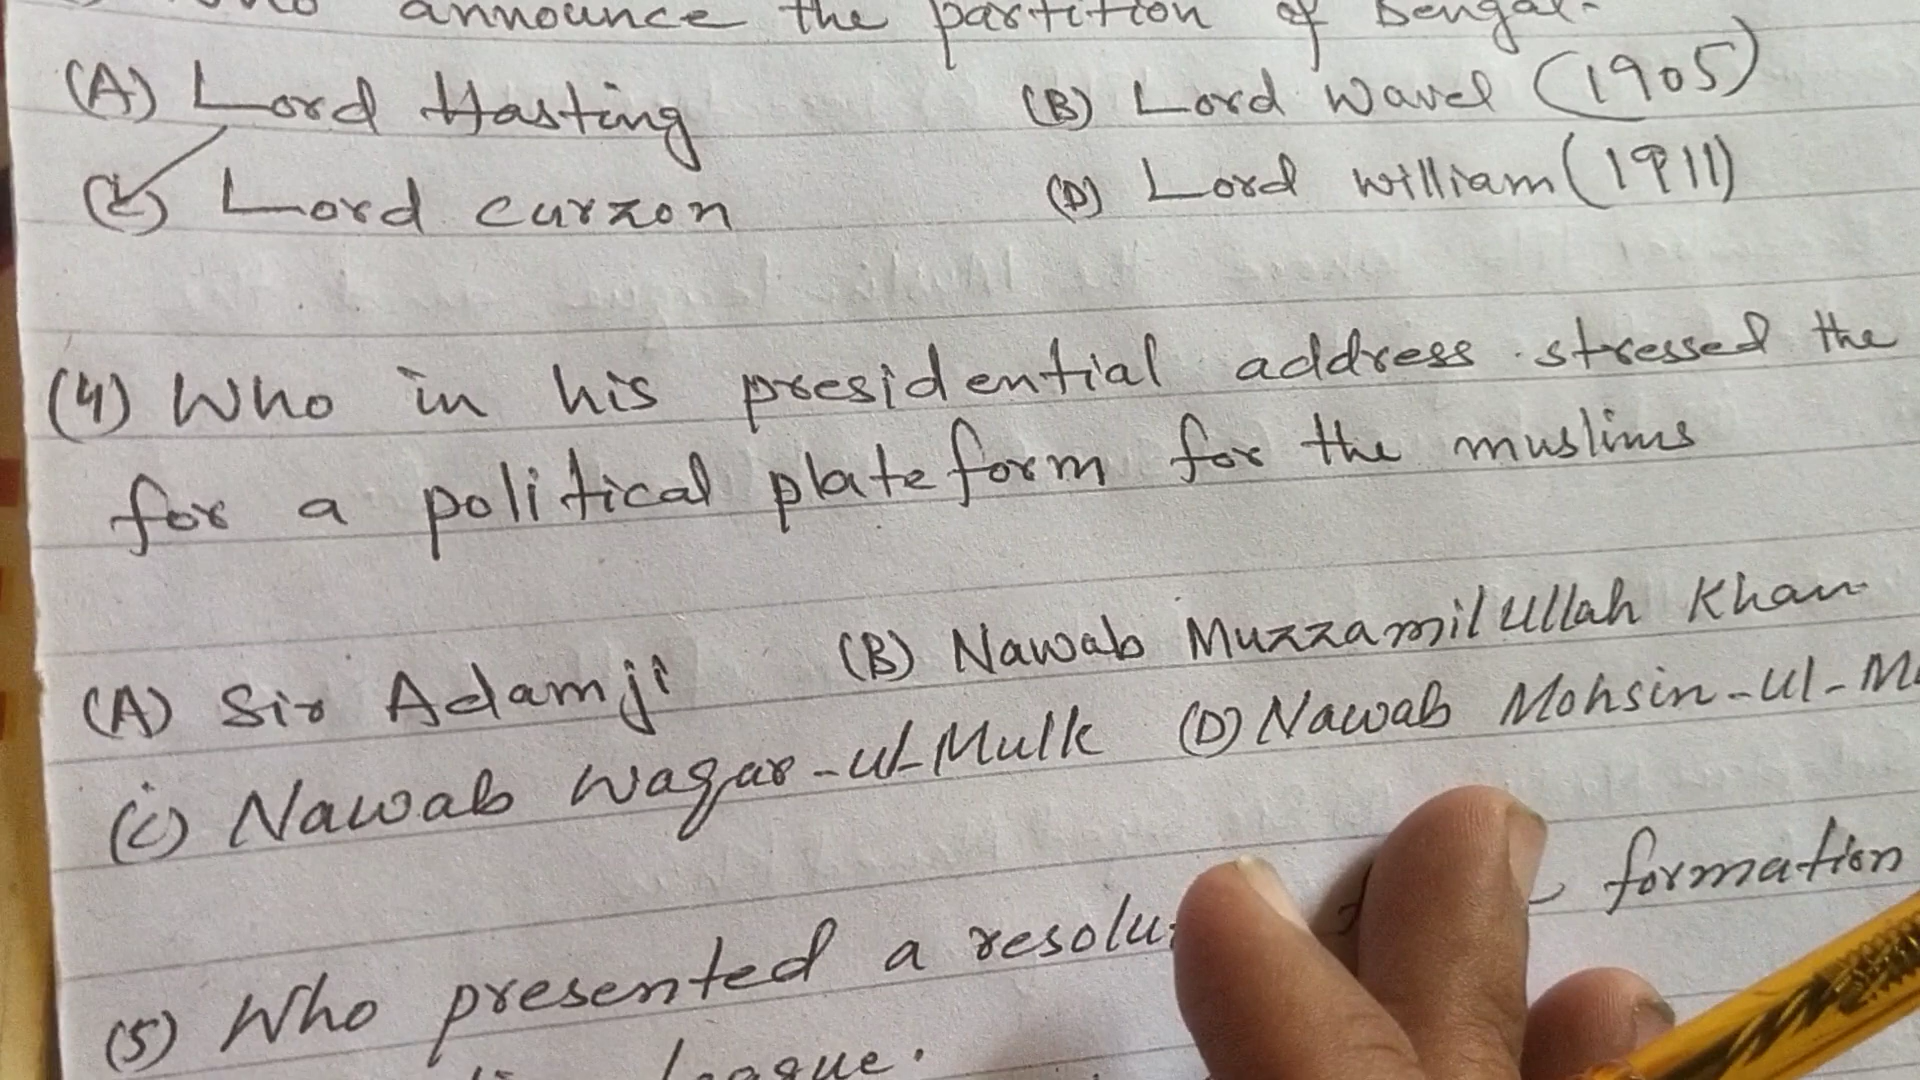 announce the partition of Bengal.
(A) Lord Hasting (B) Lord Wavel (1905)
(C) Lord curzon (D) Lord william (1911)
(4) Who in his presidential address stressed the
for a political plateform for the muslims
(A) Sir Adamji (B) Nawab Muzzamil Ullah Khan
(C) Nawab Waqar-ul-Mulk (D) Nawab Mohsin-Ul-M
(5) Who presented a resolu formation
league.